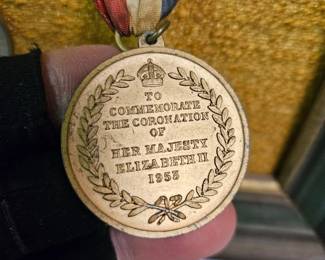 TO
COMMEMORATE
THE CORONATION
OF
HER MAJESTY
ELIZABETH II
1953